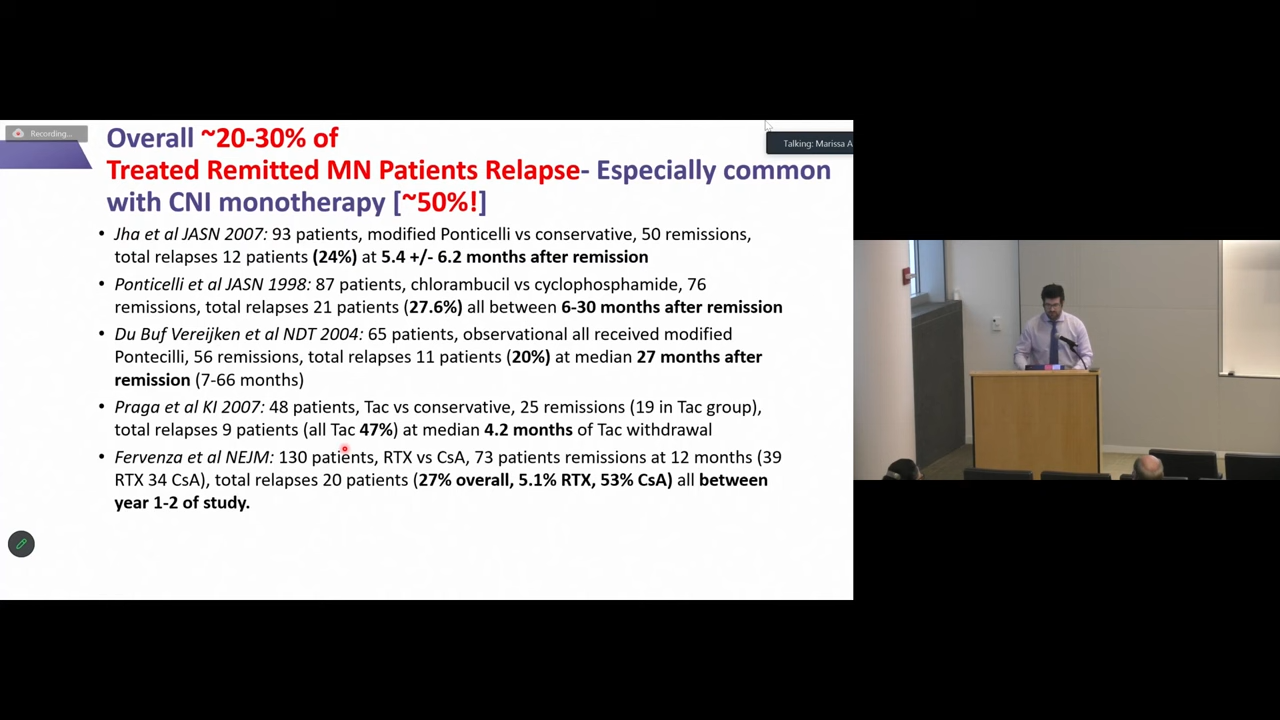 Recording...
Talking: Marissa A
Overall ~20-30% of
Treated Remitted MN Patients Relapse- Especially common
with CNI monotherapy [~50%!]
• Jha et al JASN 2007: 93 patients, modified Ponticelli vs conservative, 50 remissions,
total relapses 12 patients (24%) at 5.4 +/- 6.2 months after remission
• Ponticelli et al JASN 1998: 87 patients, chlorambucil vs cyclophosphamide, 76
remissions, total relapses 21 patients (27.6%) all between 6-30 months after remission
• Du Buf Vereijken et al NDT 2004: 65 patients, observational all received modified
Pontecilli, 56 remissions, total relapses 11 patients (20%) at median 27 months after
remission (7-66 months)
• Praga et al KI 2007: 48 patients, Tac vs conservative, 25 remissions (19 in Tac group),
total relapses 9 patients (all Tac 47%) at median 4.2 months of Tac withdrawal
• Fervenza et al NEJM: 130 patients, RTX vs CsA, 73 patients remissions at 12 months (39
RTX 34 CsA), total relapses 20 patients (27% overall, 5.1% RTX, 53% CsA) all between
year 1-2 of study.